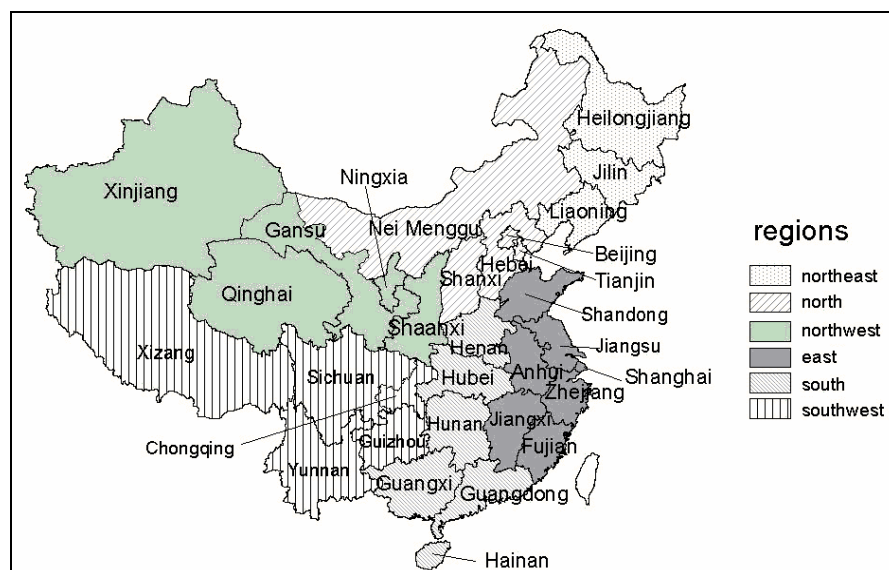 Heilongjiang
Jilin
Ningxia
Xinjiang
Liaoning
Gansu
Nei Menggu
regions
Beijing
Hebei
Shanxi
Tianjin
northeast
Qinghai
north
Shandong
Shaanxi
northwest
Xizang
Henan
Jiangsu
east
Sichuan
Anhui
Hubei
Shanghai
south
Zhejiang
southwest
Jiangxi
Chongqing
Guizhou
Hunan
Fujian
Yunnan
Guangxi
Guangdong
Hainan